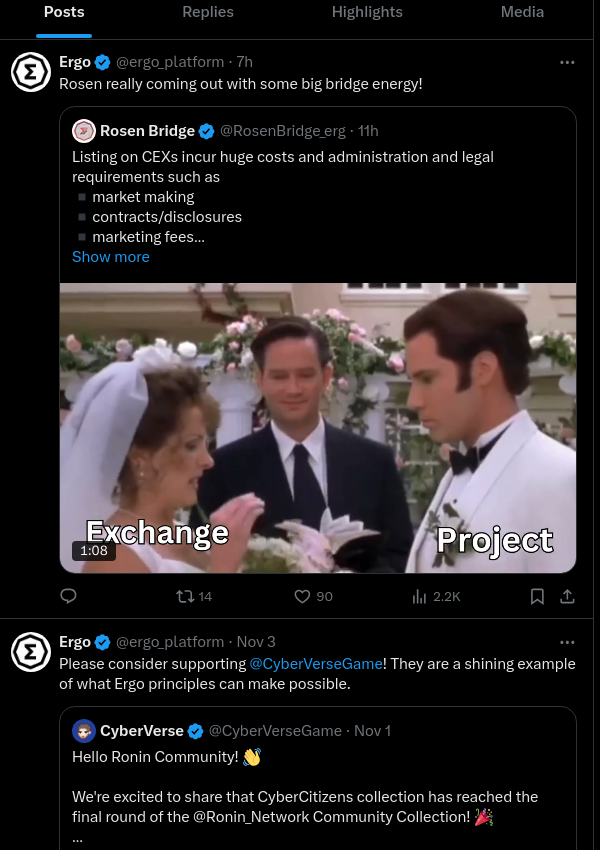 Posts Replies Highlights Media
Ergo @ergo_platform · 7h
Rosen really coming out with some big bridge energy!
Rosen Bridge @RosenBridge_erg · 11h
Listing on CEXs incur huge costs and administration and legal
requirements such as
◾ market making
◾ contracts/disclosures
◾ marketing fees...
Show more
Exchange
Project
1:08
14 90 2.2K
Ergo @ergo_platform · Nov 3
Please consider supporting @CyberVerseGame! They are a shining example
of what Ergo principles can make possible.
CyberVerse @CyberVerseGame · Nov 1
Hello Ronin Community! 👋
We're excited to share that CyberCitizens collection has reached the
final round of the @Ronin_Network Community Collection! 🎉
...